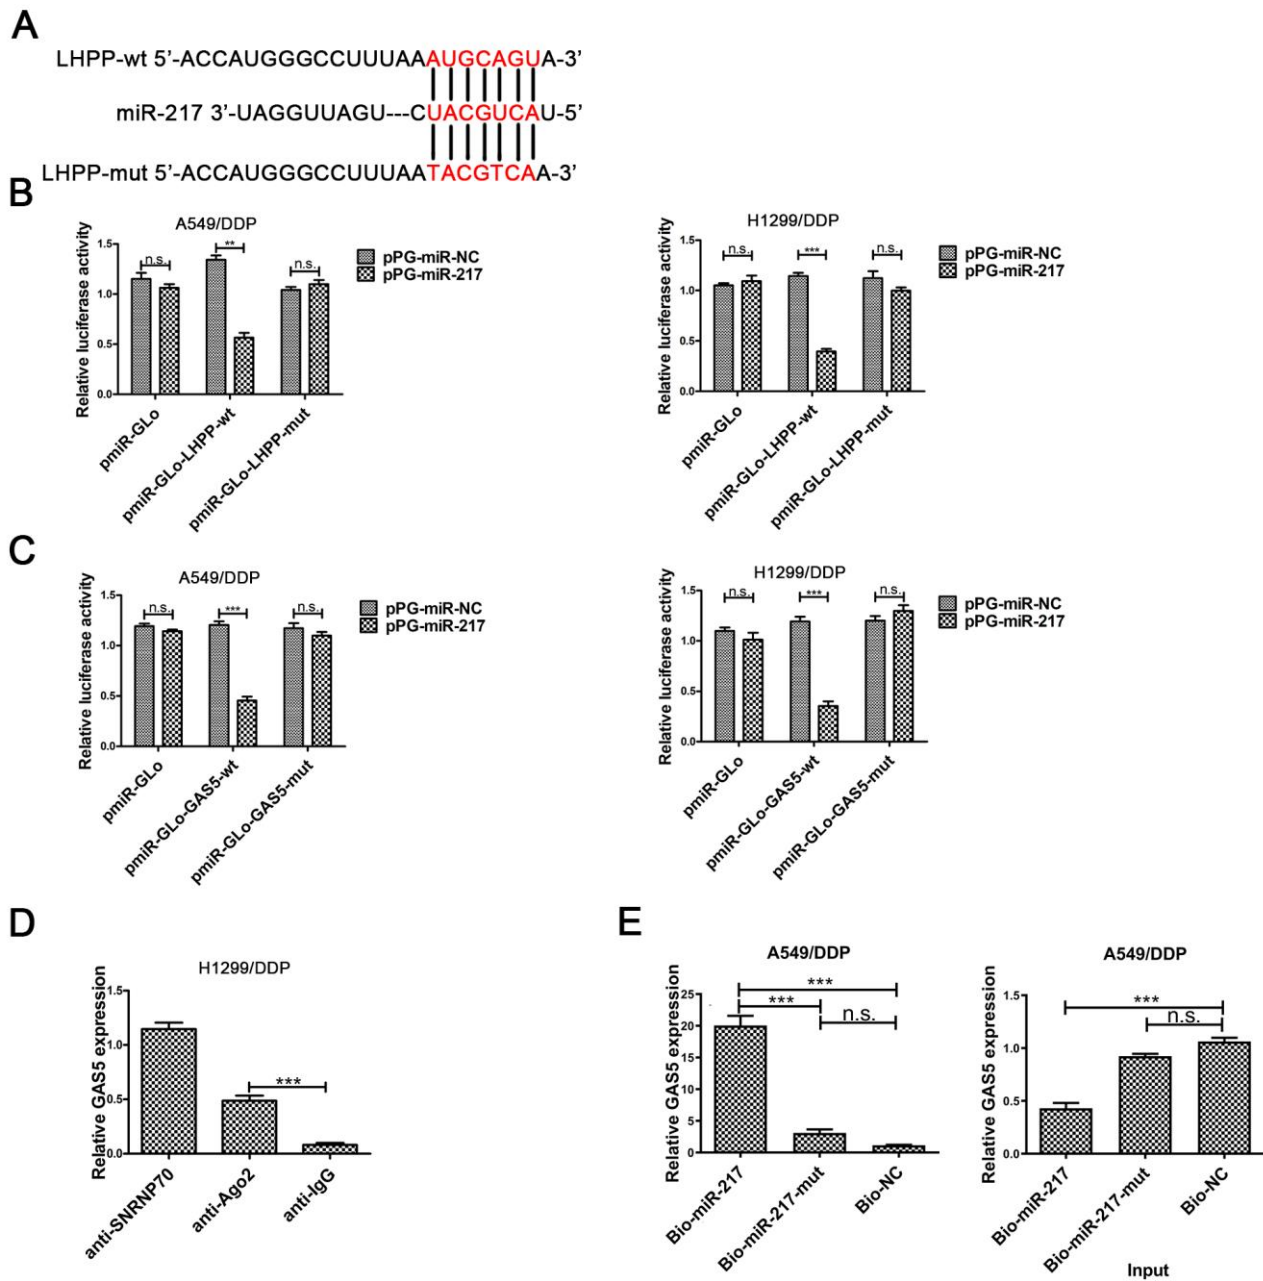 A
LHPP-wt 5’-ACCAUGGGCCUUUAAAUGCAGUA-3’
miR-217 3’-UAGGUUAGU---CUACGUCAU-5’
LHPP-mut 5’-ACCAUGGGCCUUUAATACGTCAA-3’
B
A549/DDP
Relative luciferase activity
1.5
1.0
0.5
0.0
n.s.
**
n.s.
pPG-miR-NC
pPG-miR-217
pmiR-GLo
pmiR-GLo-LHPP-wt
pmiR-GLo-LHPP-mut
H1299/DDP
Relative luciferase activity
1.5
1.0
0.5
0.0
n.s.
***
n.s.
pPG-miR-NC
pPG-miR-217
pmiR-GLo
pmiR-GLo-LHPP-wt
pmiR-GLo-LHPP-mut
C
A549/DDP
Relative luciferase activity
1.5
1.0
0.5
0.0
n.s.
***
n.s.
pPG-miR-NC
pPG-miR-217
pmiR-GLo
pmiR-GLo-GAS5-wt
pmiR-GLo-GAS5-mut
H1299/DDP
Relative luciferase activity
1.5
1.0
0.5
0.0
n.s.
***
n.s.
pPG-miR-NC
pPG-miR-217
pmiR-GLo
pmiR-GLo-GAS5-wt
pmiR-GLo-GAS5-mut
D
H1299/DDP
Relative GAS5 expression
1.5
1.0
0.5
0.0
***
anti-SNRNP70
anti-Ago2
anti-IgG
E
A549/DDP
Relative GAS5 expression
25
20
15
10
5
0
***
***
n.s.
Bio-miR-217
Bio-miR-217-mut
Bio-NC
A549/DDP
Relative GAS5 expression
1.5
1.0
0.5
0.0
***
n.s.
Bio-miR-217
Bio-miR-217-mut
Bio-NC
Input